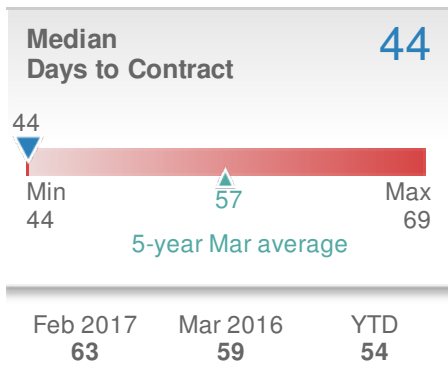 Median
Days to Contract
44
44
Min
44
57
Max
69
5-year Mar average
Feb 2017
63
Mar 2016
59
YTD
54